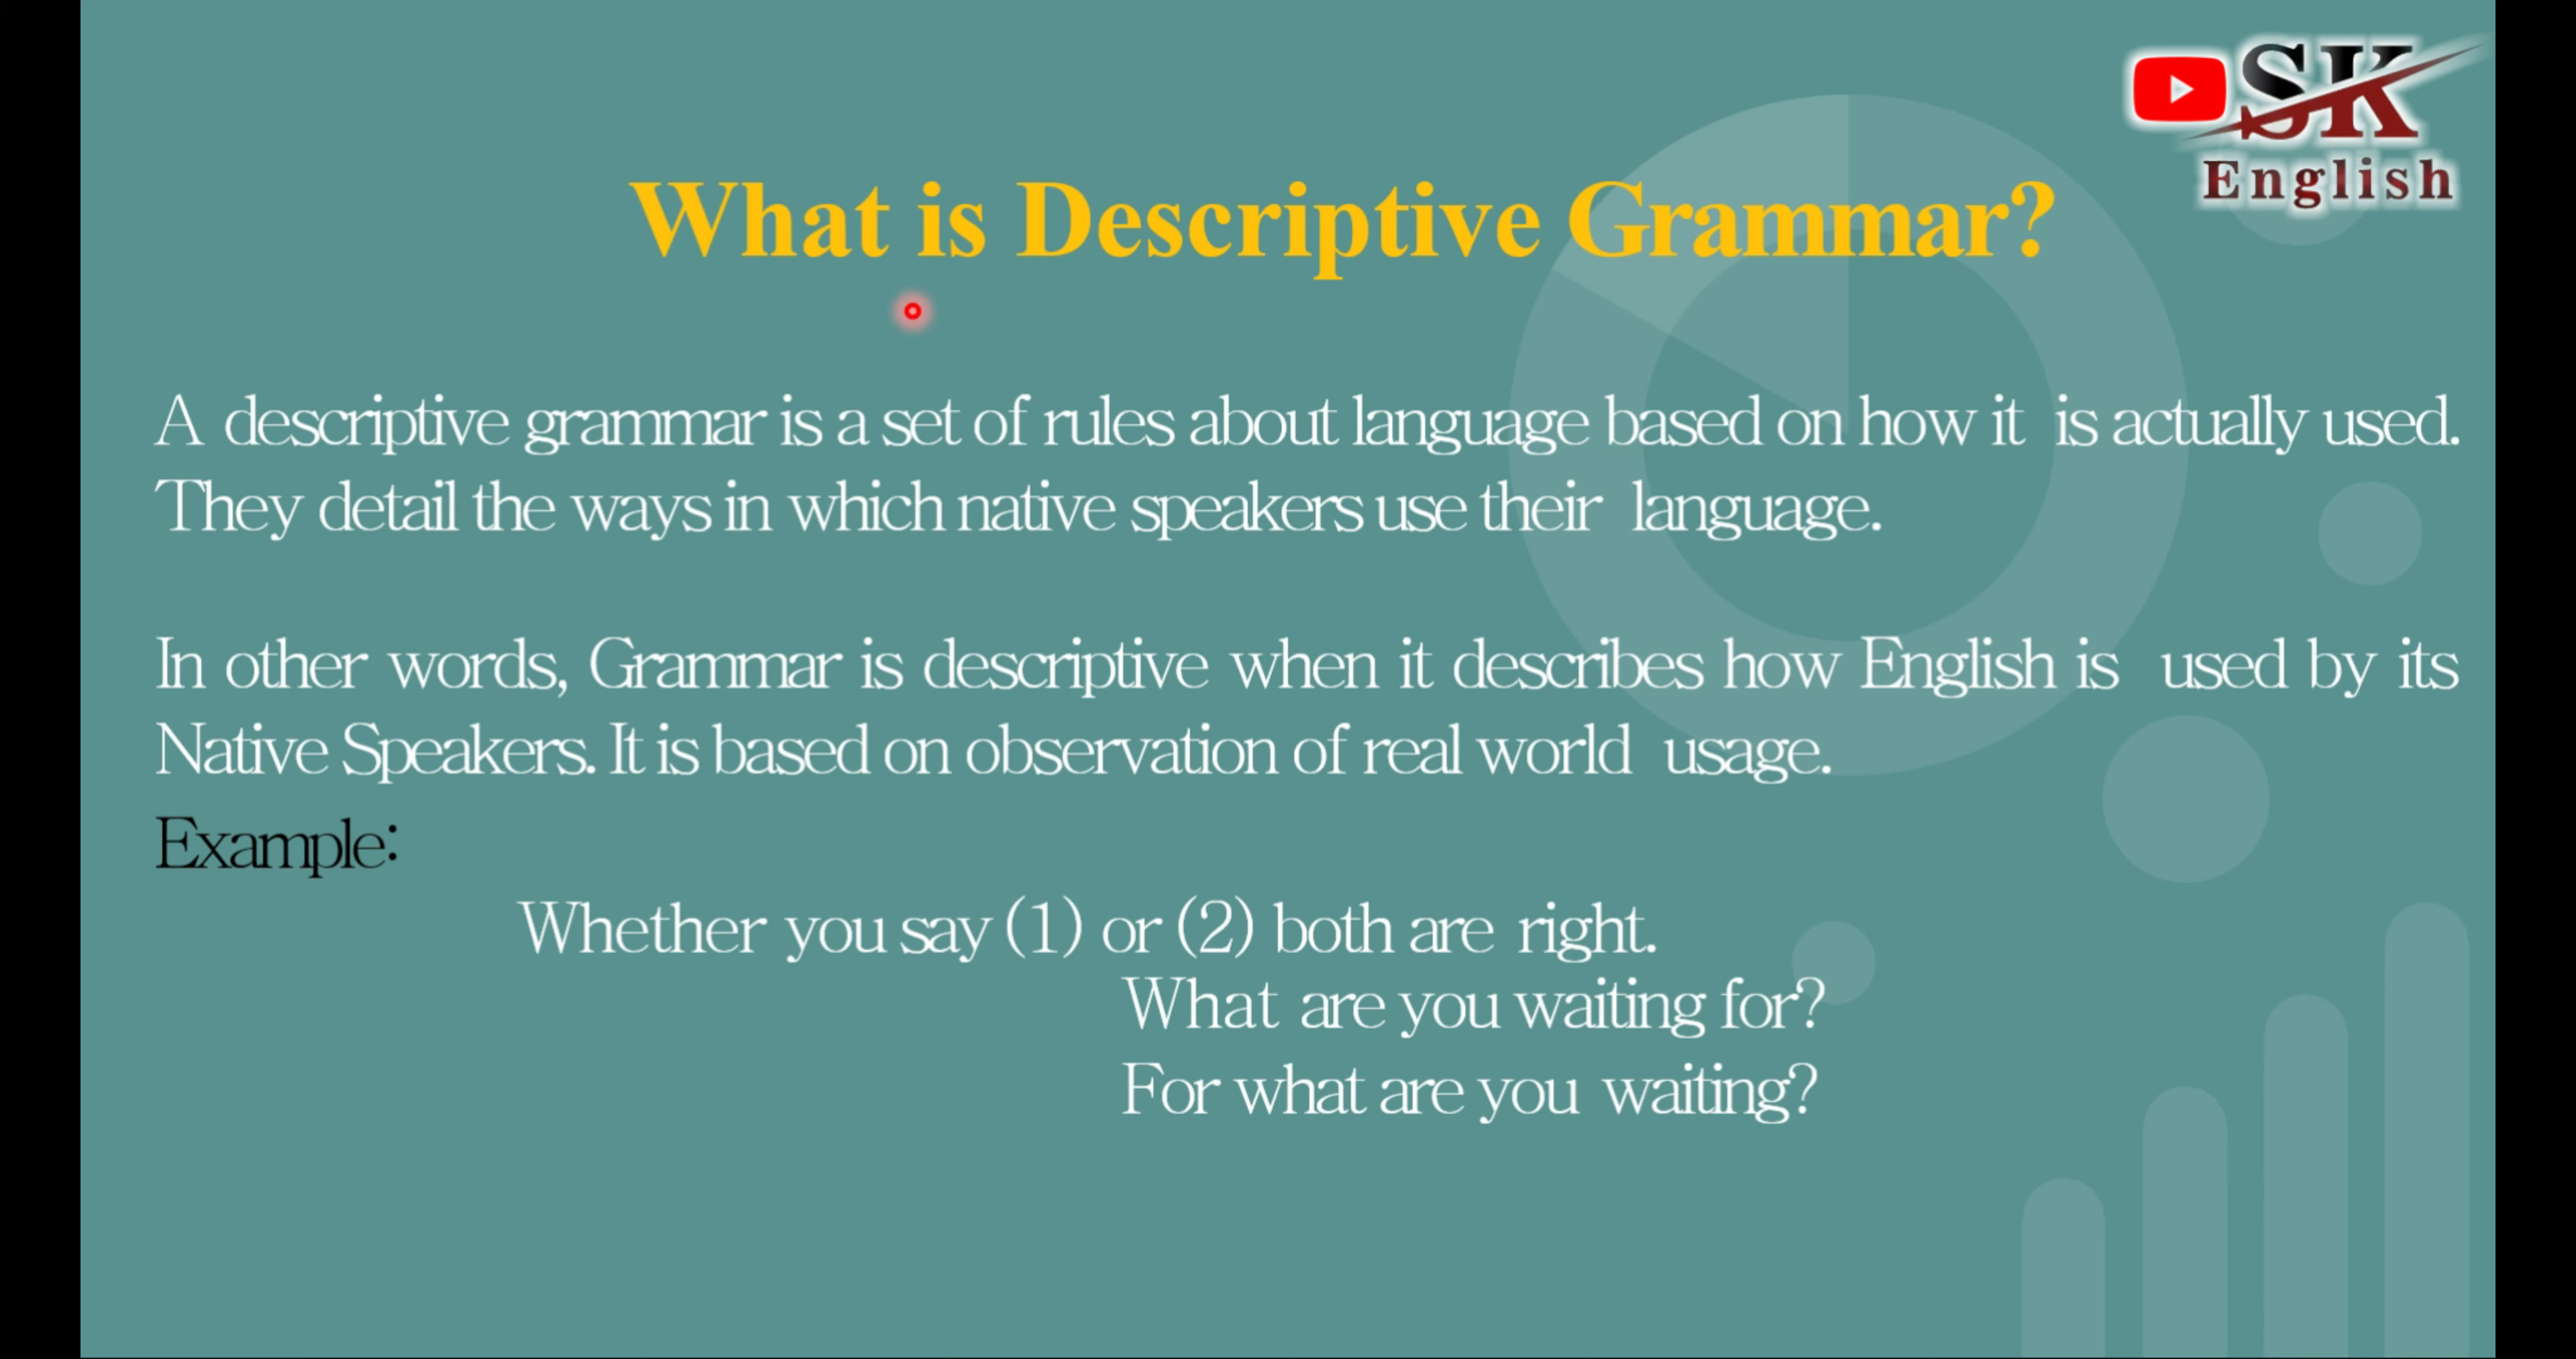 SK
English
What is Descriptive Grammar?
A descriptive grammar is a set of rules about language based on how it is actually used.
They detail the ways in which native speakers use their language.
In other words, Grammar is descriptive when it describes how English is used by its
Native Speakers. It is based on observation of real world usage.
Example:
Whether you say (1) or (2) both are right.
What are you waiting for?
For what are you waiting?